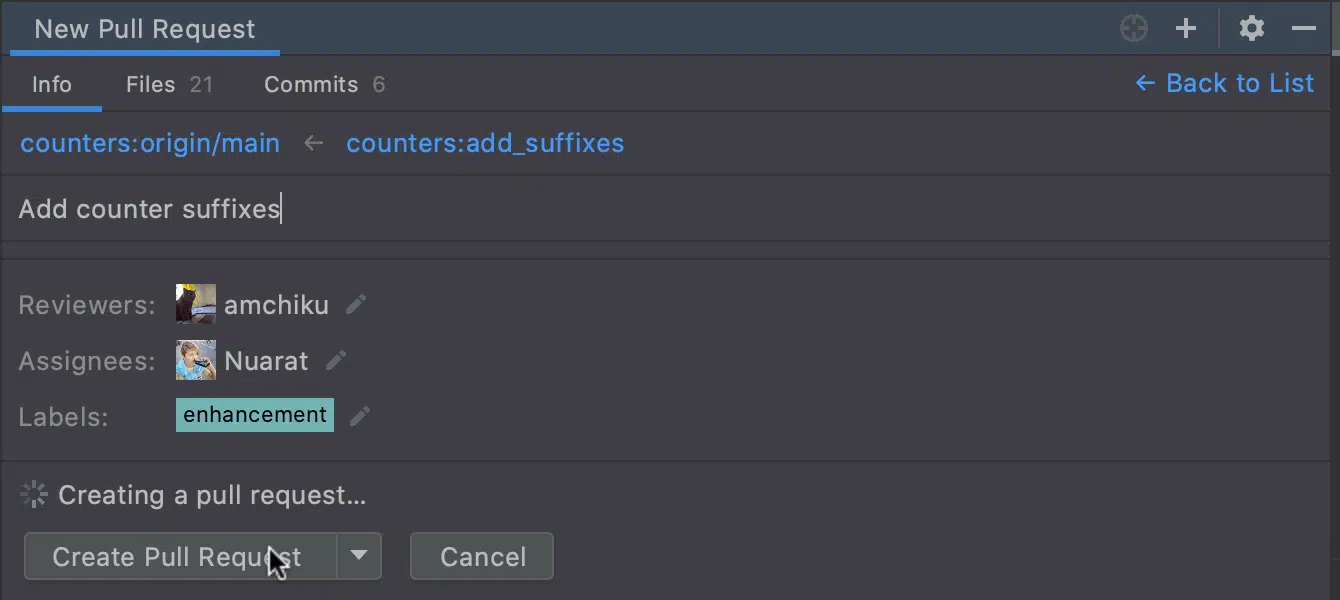 New Pull Request
Info Files 21 Commits 6 ← Back to List
counters:origin/main ← counters:add_suffixes
Add counter suffixes
Reviewers: amchiku
Assignees: Nuarat
Labels: enhancement
Creating a pull request...
Create Pull Request Cancel